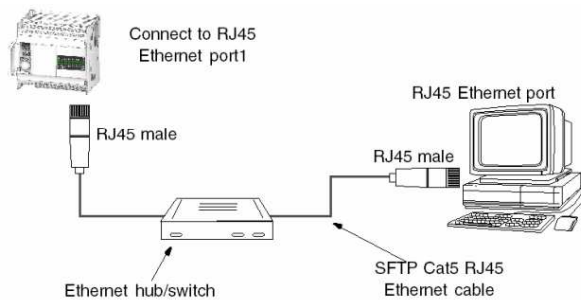 Connect to RJ45
Ethernet port1
RJ45 Ethernet port
RJ45 male
RJ45 male
SFTP Cat5 RJ45
Ethernet cable
Ethernet hub/switch